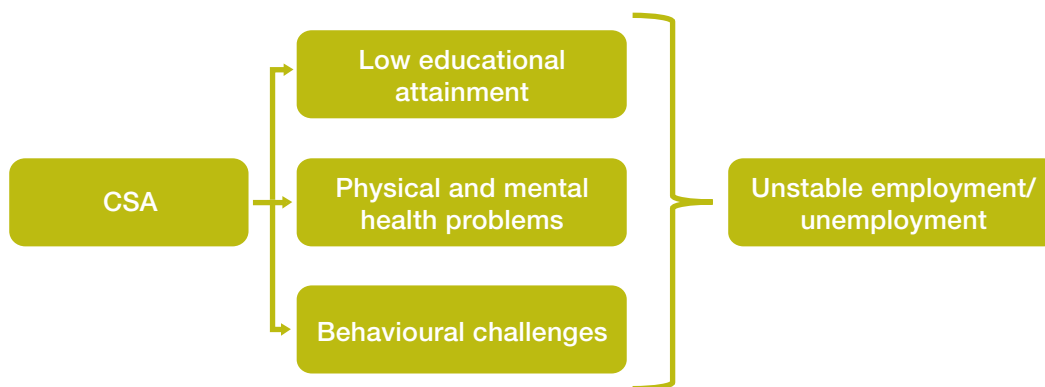 CSA
Low educational
attainment
Physical and mental
health problems
Behavioural challenges
Unstable employment/
unemployment